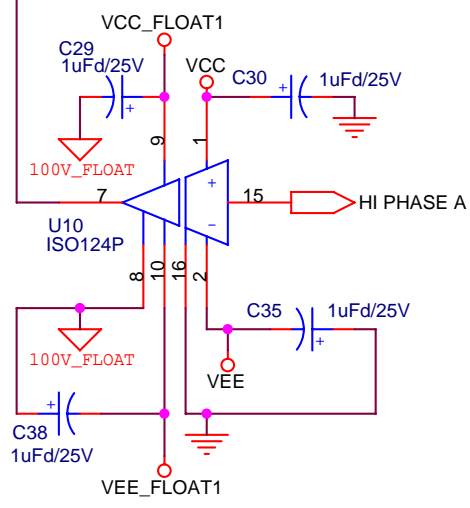 VCC_FLOAT1
C29
1uFd/25V
VCC
C30
1uFd/25V
+
+
9
1
100V_FLOAT
+
7
15
HI PHASE A
U10
ISO124P
−
8
10
16
2
C35
1uFd/25V
+
100V_FLOAT
VEE
+
C38
1uFd/25V
VEE_FLOAT1